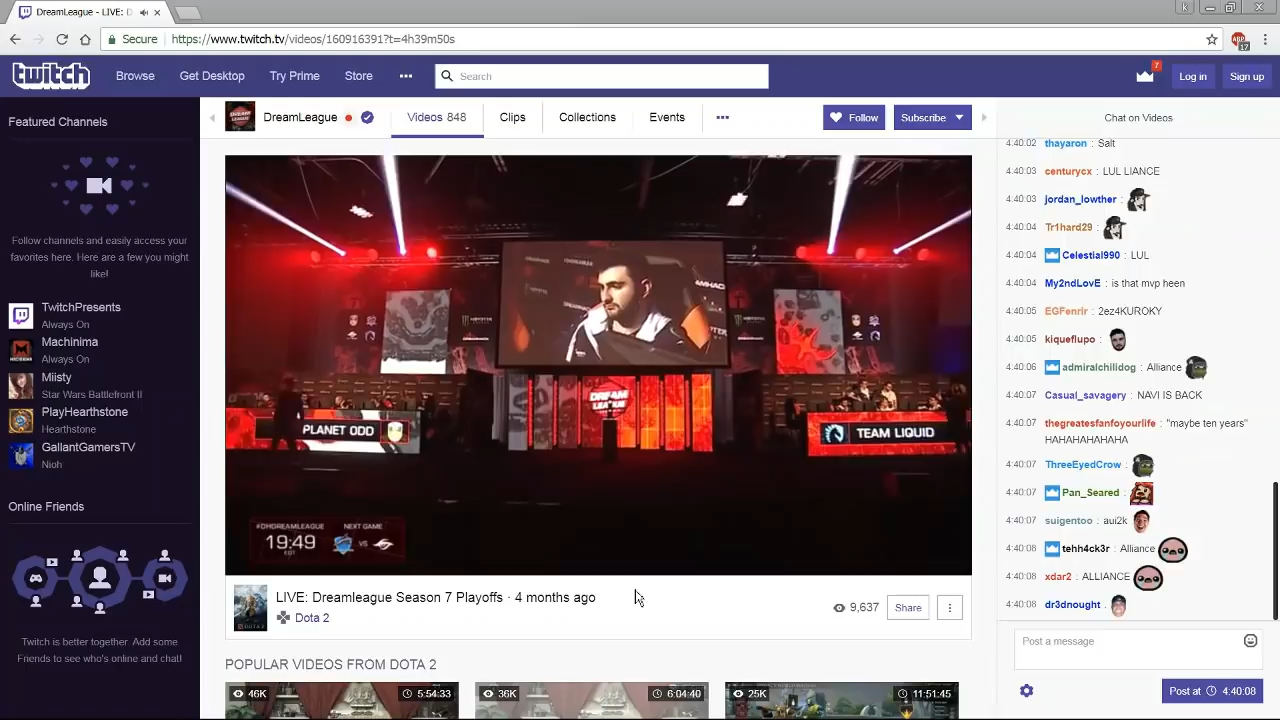 DreamLeague - LIVE: D
Secure
https://www.twitch.tv/videos/160916391?t=4h39m50s
twitch
Browse
Get Desktop
Try Prime
Store
Search
7
Log in
Sign up
Featured Channels
Follow channels and easily access your
favorites here. Here are a few you might
like!
TwitchPresents
Always On
Machinima
Always On
Miisty
Star Wars Battlefront II
PlayHearthstone
Hearthstone
GallantGamersTV
Nioh
Online Friends
Twitch is better together. Add some
Friends to see who's online and chat!
DreamLeague
Videos 848
Clips
Collections
Events
Follow
Subscribe
PLANET ODD
DREAM
LEAGUE
TEAM LIQUID
#DHDREAMLEAGUE
NEXT GAME
19:49
EDT
VS
LIVE: Dreamleague Season 7 Playoffs · 4 months ago
Dota 2
9,637
Share
POPULAR VIDEOS FROM DOTA 2
46K
5:54:33
36K
6:04:40
25K
11:51:45
Chat on Videos
4:40:02 thayaron : Salt
4:40:03 centurycx : LUL LIANCE
4:40:03 jordan_lowther :
4:40:04 Tr1hard29 :
4:40:04 Celestial990 : LUL
4:40:04 My2ndLovE : is that mvp heen
4:40:05 EGFenrir : 2ez4KUROKY
4:40:05 kiqueflupo :
4:40:06 admiralchilidog : Alliance
4:40:07 Casual_savagery : NAVI IS BACK
4:40:07 thegreatesfanfoyourlife : "maybe ten years"
HAHAHAHAHAHA
4:40:07 ThreeEyedCrow :
4:40:07 Pan_Seared :
4:40:07 suigentoo : aui2k
4:40:08 tehh4ck3r : Alliance
4:40:08 xdar2 : ALLIANCE
4:40:08 dr3dnought :
Post a message
4:40:08